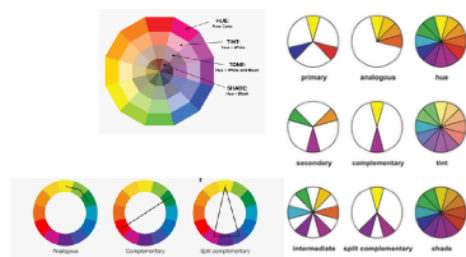 HUE:
Pure Color
TINT:
Hue + White
TONE:
Hue + White and Black
SHADE:
Hue + Black
primary
analogous
hue
secondary
complementary
tint
intermediate
split complementary
shade
Analogous
Complementary
Split complementary